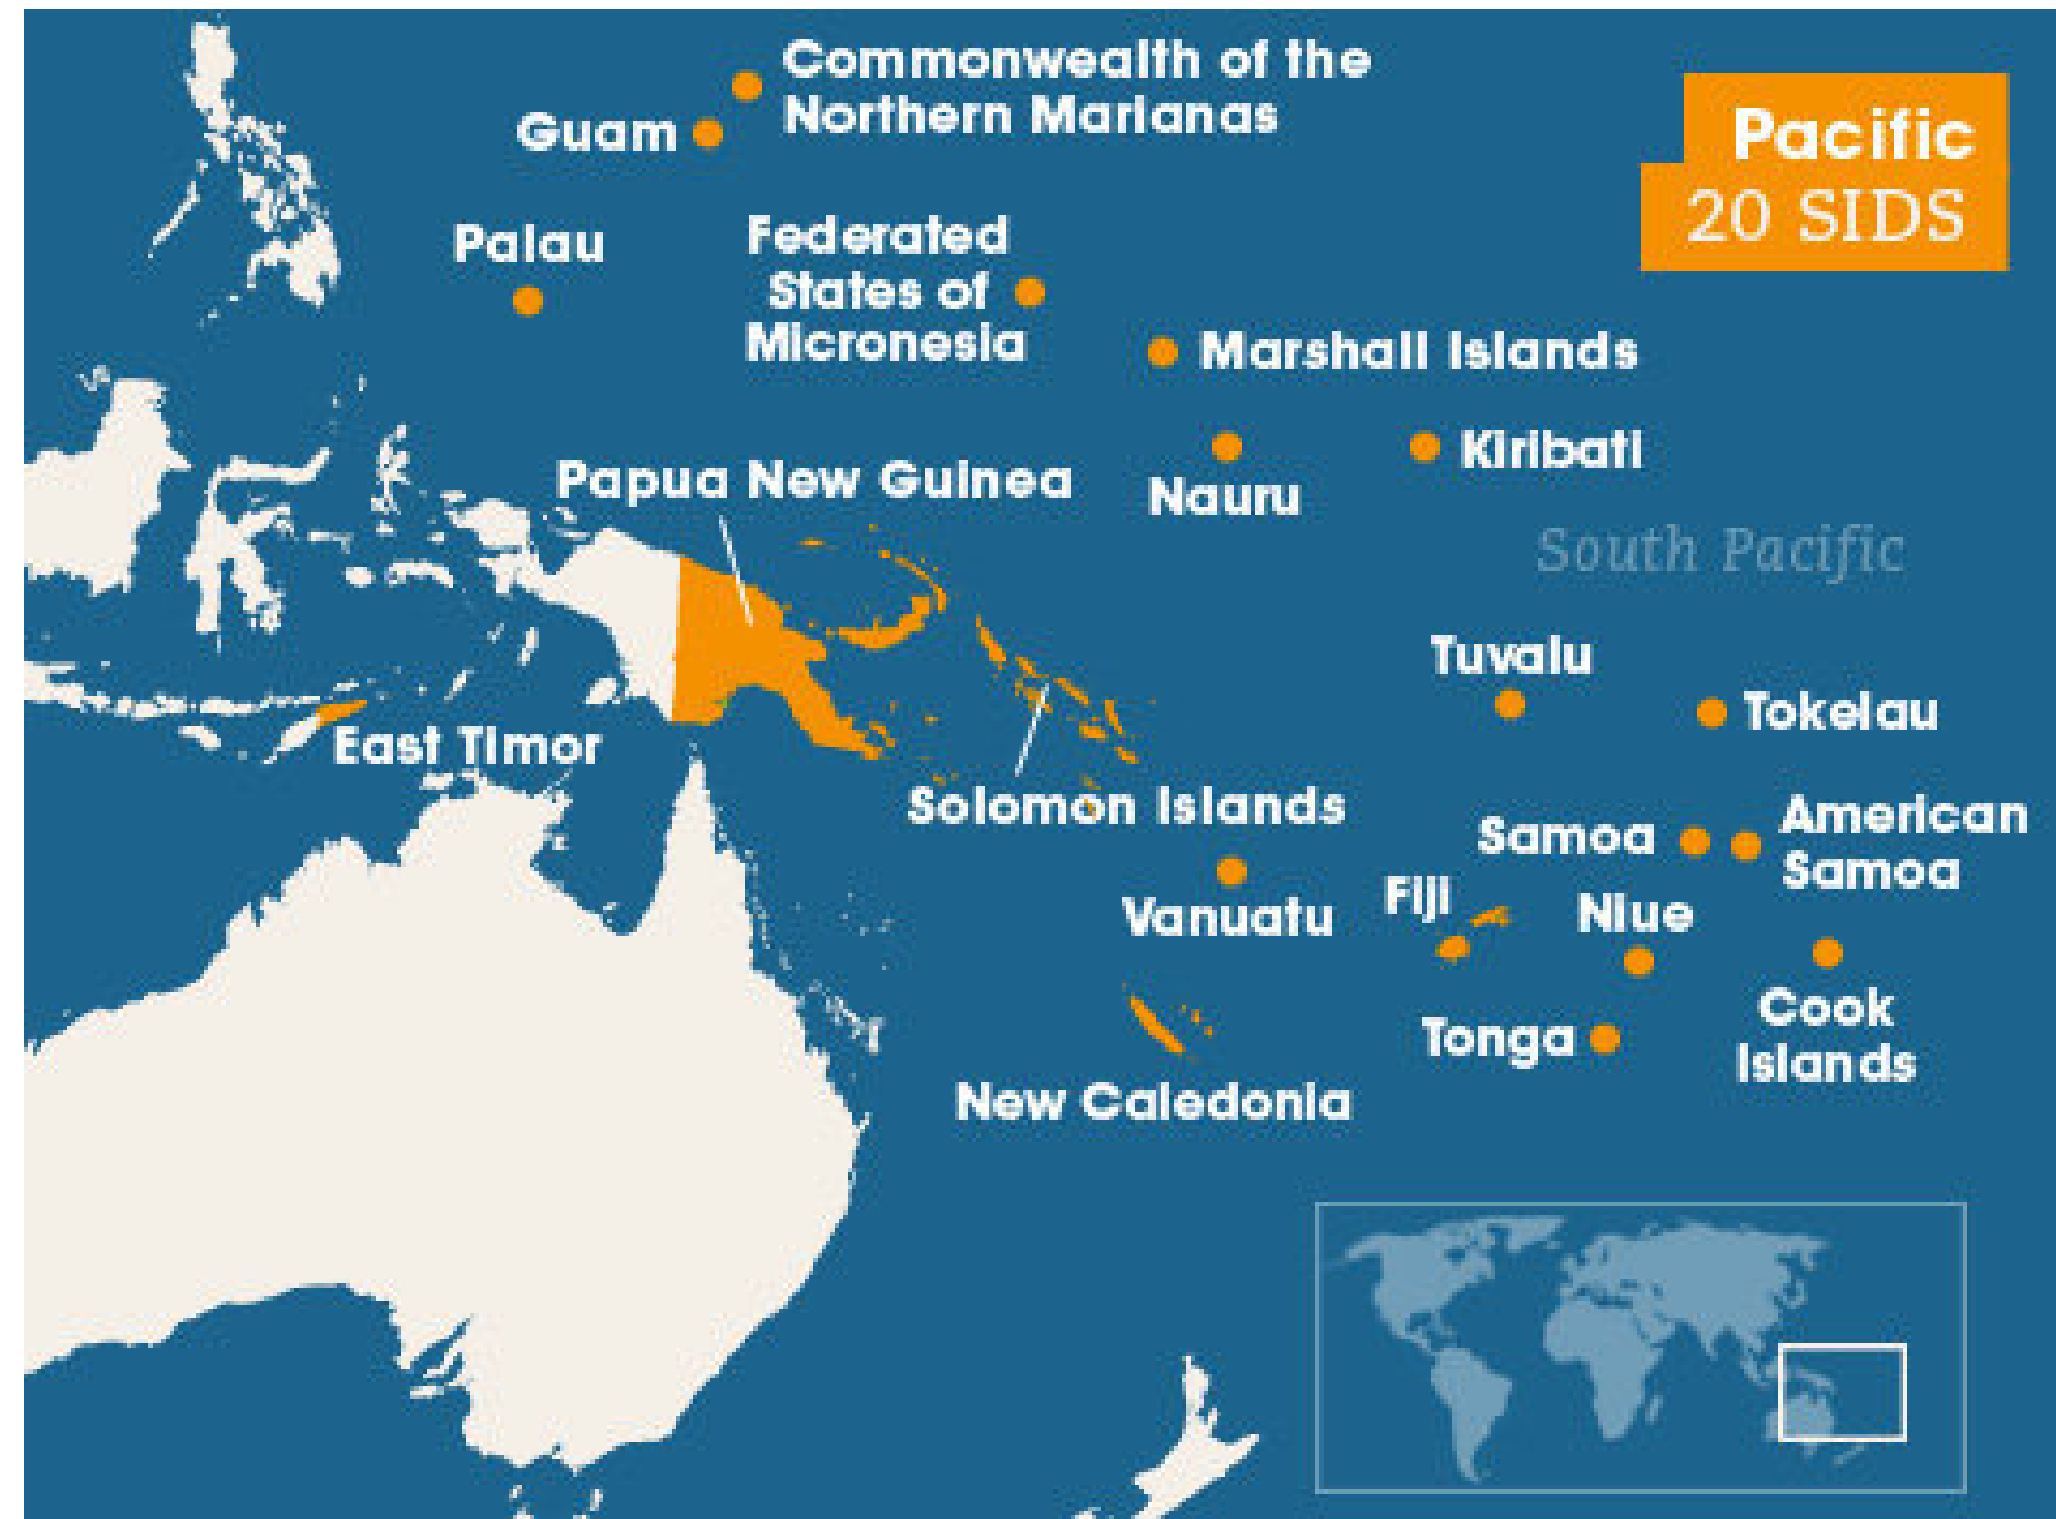 Commonwealth of the
Northern Marianas
Guam
Pacific
20 SIDS
Palau
Federated
States of
Micronesia
Marshall Islands
Kiribati
Nauru
Papua New Guinea
South Pacific
Tuvalu
Tokelau
East Timor
Solomon Islands
Samoa
American
Samoa
Vanuatu
Fiji
Niue
Cook
Islands
Tonga
New Caledonia